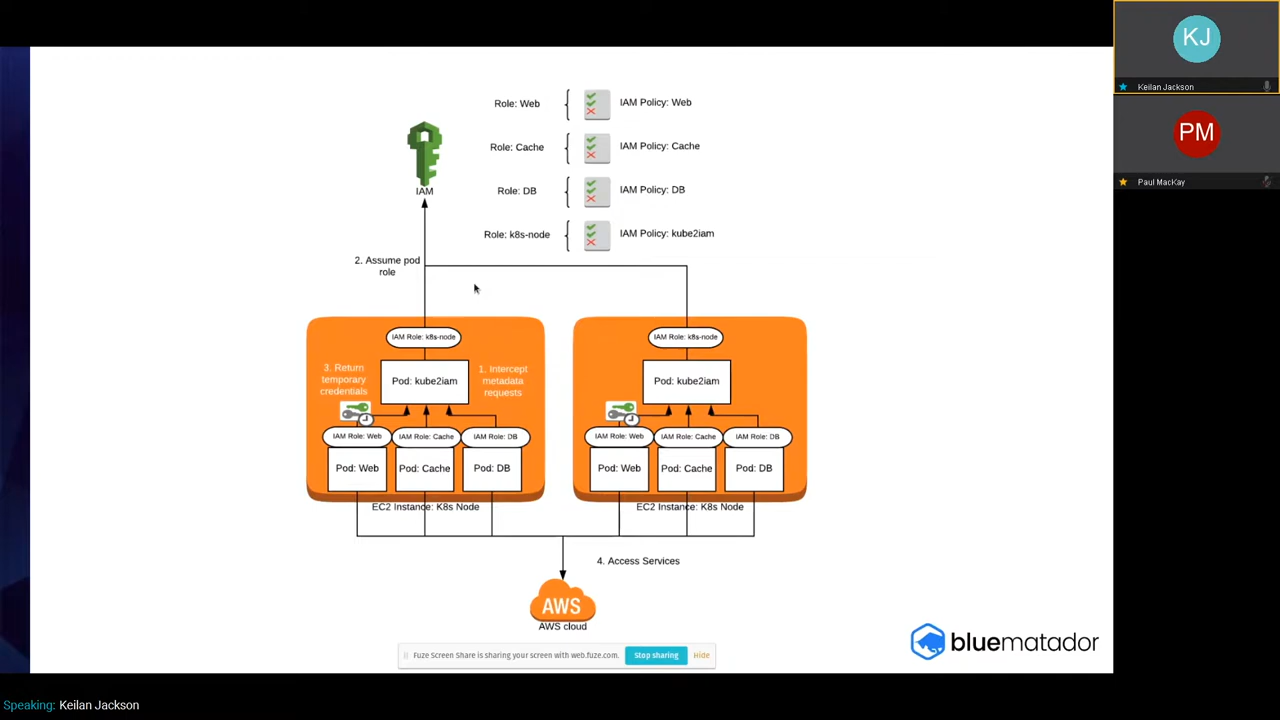 Role: Web
IAM Policy: Web
Role: Cache
IAM Policy: Cache
Role: DB
IAM Policy: DB
Role: k8s-node
IAM Policy: kube2iam
IAM
2. Assume pod
role
IAM Role: k8s-node
3. Return
temporary
credentials
Pod: kube2iam
1. Intercept
metadata
requests
IAM Role: Web
IAM Role: Cache
IAM Role: DB
Pod: Web
Pod: Cache
Pod: DB
EC2 Instance: K8s Node
IAM Role: k8s-node
Pod: kube2iam
IAM Role: Web
IAM Role: Cache
IAM Role: DB
Pod: Web
Pod: Cache
Pod: DB
EC2 Instance: K8s Node
4. Access Services
AWS
AWS cloud
bluematador
Fuze Screen Share is sharing your screen with web.fuze.com.
Stop sharing
Hide
KJ
Keilan Jackson
PM
Paul MacKay
Speaking: Keilan Jackson